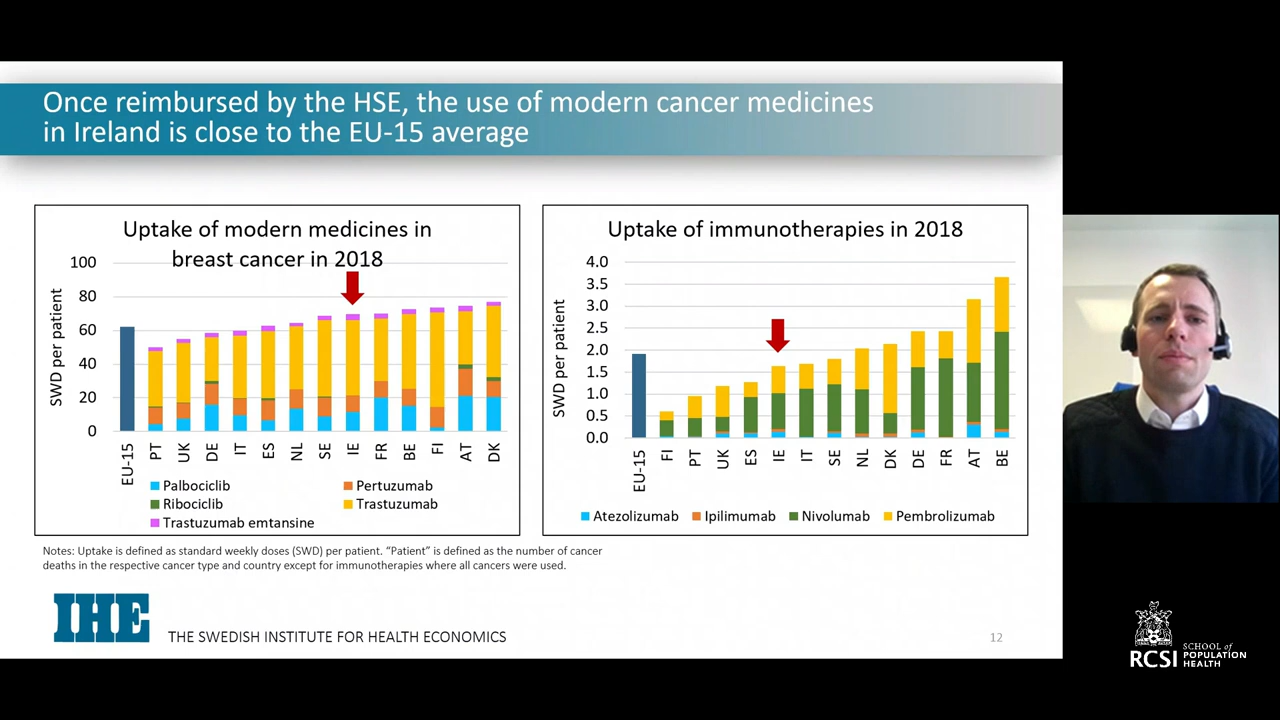 Once reimbursed by the HSE, the use of modern cancer medicines
in Ireland is close to the EU-15 average
Uptake of modern medicines in
breast cancer in 2018
SWD per patient
100
80
60
40
20
0
EU-15 PT UK DE IT ES NL SE IE FR BE FI AT DK
Palbociclib Pertuzumab
Ribociclib Trastuzumab
Trastuzumab emtansine
Uptake of immunotherapies in 2018
SWD per patient
4.0
3.5
3.0
2.5
2.0
1.5
1.0
0.5
0.0
EU-15 FI PT UK ES IE IT SE NL DK DE FR AT BE
Atezolizumab Ipilimumab Nivolumab Pembrolizumab
Notes: Uptake is defined as standard weekly doses (SWD) per patient. “Patient” is defined as the number of cancer
deaths in the respective cancer type and country except for immunotherapies where all cancers were used.
IHE
THE SWEDISH INSTITUTE FOR HEALTH ECONOMICS
12
RCSI
SCHOOL of
POPULATION
HEALTH